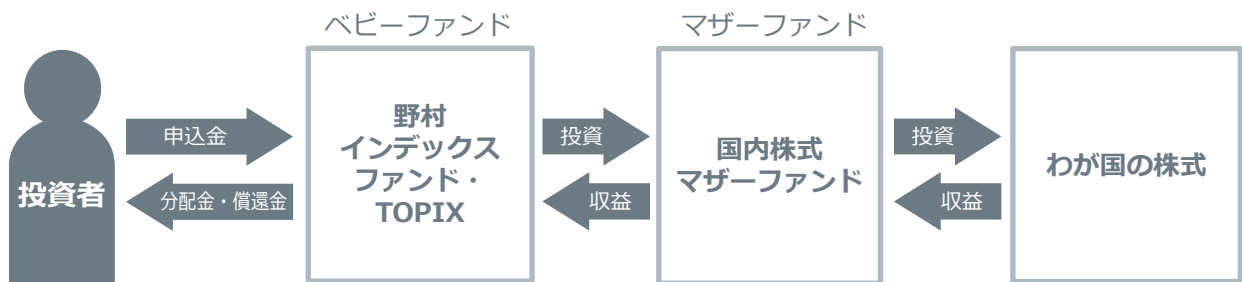 ベビーファンド
マザーファンド
投資者
申込金
分配金・償還金
野村
インデックス
ファンド・
TOPIX
投資
収益
国内株式
マザーファンド
投資
収益
わが国の株式